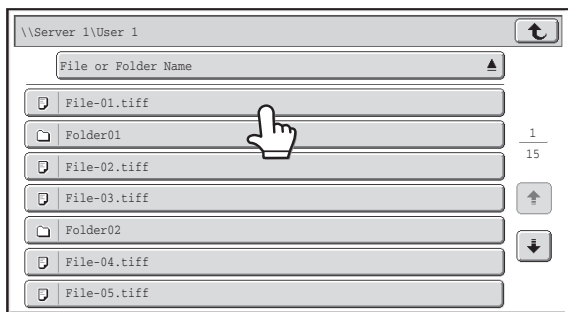 \\Server 1\User 1
File or Folder Name
File-01.tiff
Folder01
File-02.tiff
File-03.tiff
Folder02
File-04.tiff
File-05.tiff
1
15